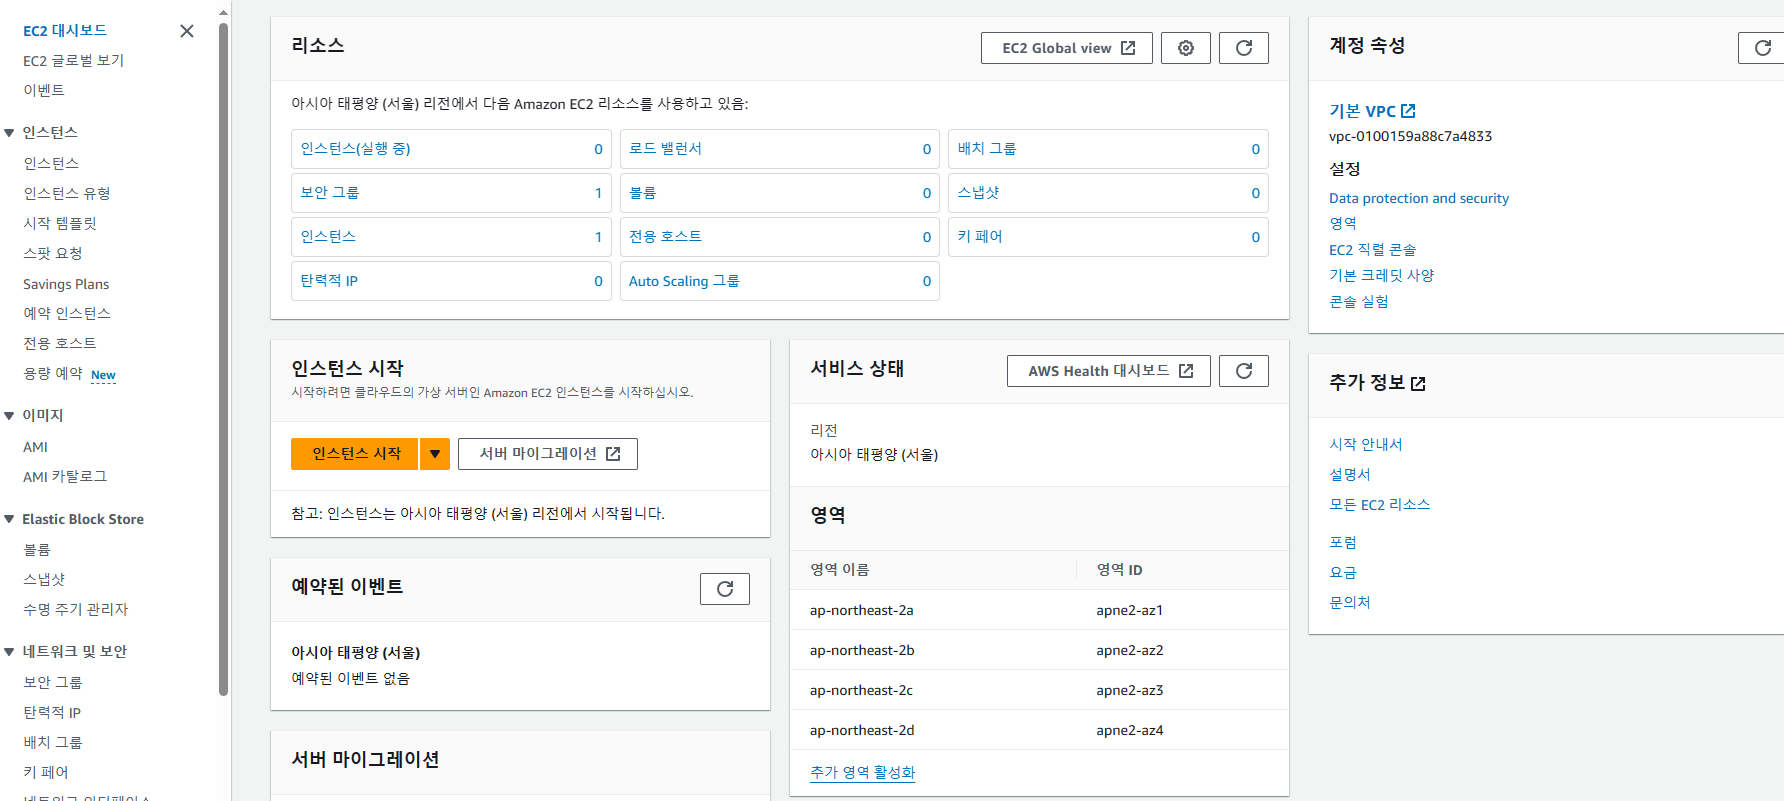 EC2 대시보드
EC2 글로벌 보기
이벤트
인스턴스
인스턴스
인스턴스 유형
시작 템플릿
스팟 요청
Savings Plans
예약 인스턴스
전용 호스트
용량 예약 New
이미지
AMI
AMI 카탈로그
Elastic Block Store
볼륨
스냅샷
수명 주기 관리자
네트워크 및 보안
보안 그룹
탄력적 IP
배치 그룹
키 페어
리소스
EC2 Global view
아시아 태평양 (서울) 리전에서 다음 Amazon EC2 리소스를 사용하고 있음:
인스턴스(실행 중) 0
로드 밸런서 0
배치 그룹 0
보안 그룹 1
볼륨 0
스냅샷 0
인스턴스 1
전용 호스트 0
키 페어 0
탄력적 IP 0
Auto Scaling 그룹 0
인스턴스 시작
시작하려면 클라우드의 가상 서버인 Amazon EC2 인스턴스를 시작하십시오.
인스턴스 시작
서버 마이그레이션
참고: 인스턴스는 아시아 태평양 (서울) 리전에서 시작됩니다.
예약된 이벤트
아시아 태평양 (서울)
예약된 이벤트 없음
서버 마이그레이션
서비스 상태
AWS Health 대시보드
리전
아시아 태평양 (서울)
영역
영역 이름 영역 ID
ap-northeast-2a apne2-az1
ap-northeast-2b apne2-az2
ap-northeast-2c apne2-az3
ap-northeast-2d apne2-az4
추가 영역 활성화
계정 속성
기본 VPC
vpc-0100159a88c7a4833
설정
Data protection and security
영역
EC2 직렬 콘솔
기본 크레딧 사양
콘솔 실험
추가 정보
시작 안내서
설명서
모든 EC2 리소스
포럼
요금
문의처